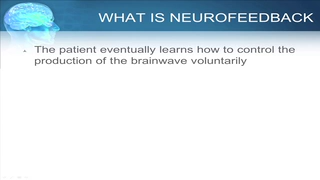 WHAT IS NEUROFEEDBACK
The patient eventually learns how to control the
production of the brainwave voluntarily